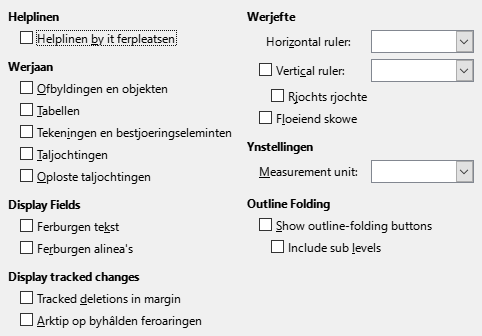 Helplinen
Helplinen by it ferpleatsen
Werjaan
Ofbyldingen en objekten
Tabellen
Tekeningen en bestjoeringseleminten
Taljochtingen
Oploste taljochtingen
Display Fields
Ferburgen tekst
Ferburgen alinea's
Display tracked changes
Tracked deletions in margin
Arktip op byhâlden feroaringen
Werjefte
Horizontal ruler:
Vertical ruler:
Rjochts rjochte
Floeiend skowe
Ynstellingen
Measurement unit:
Outline Folding
Show outline-folding buttons
Include sub levels